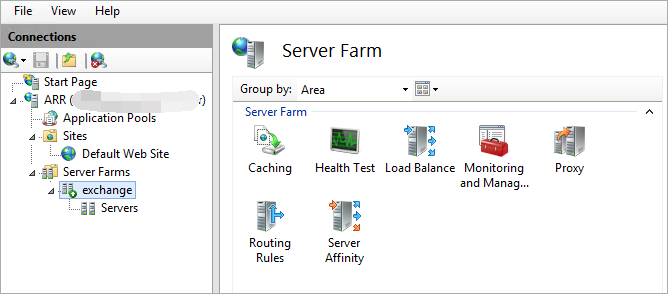 File View Help
Connections
Start Page
ARR (
Application Pools
Sites
Default Web Site
Server Farms
exchange
Servers
Server Farm
Group by: Area
Server Farm
Caching
Health Test
Load Balance
Monitoring and Manag...
Proxy
Routing Rules
Server Affinity